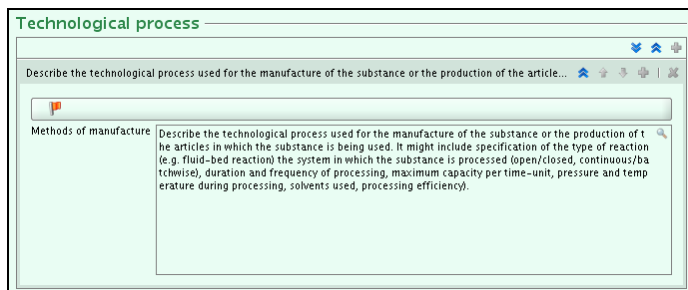 Technological process
Describe the technological process used for the manufacture of the substance or the production of the article...
Methods of manufacture
Describe the technological process used for the manufacture of the substance or the production of t
he articles in which the substance is being used. It might include specification of the type of reaction
(e.g. fluid-bed reaction) the system in which the substance is processed (open/closed, continuous/ba
tchwise), duration and frequency of processing, maximum capacity per time-unit, pressure and temp
erature during processing, solvents used, processing efficiency).